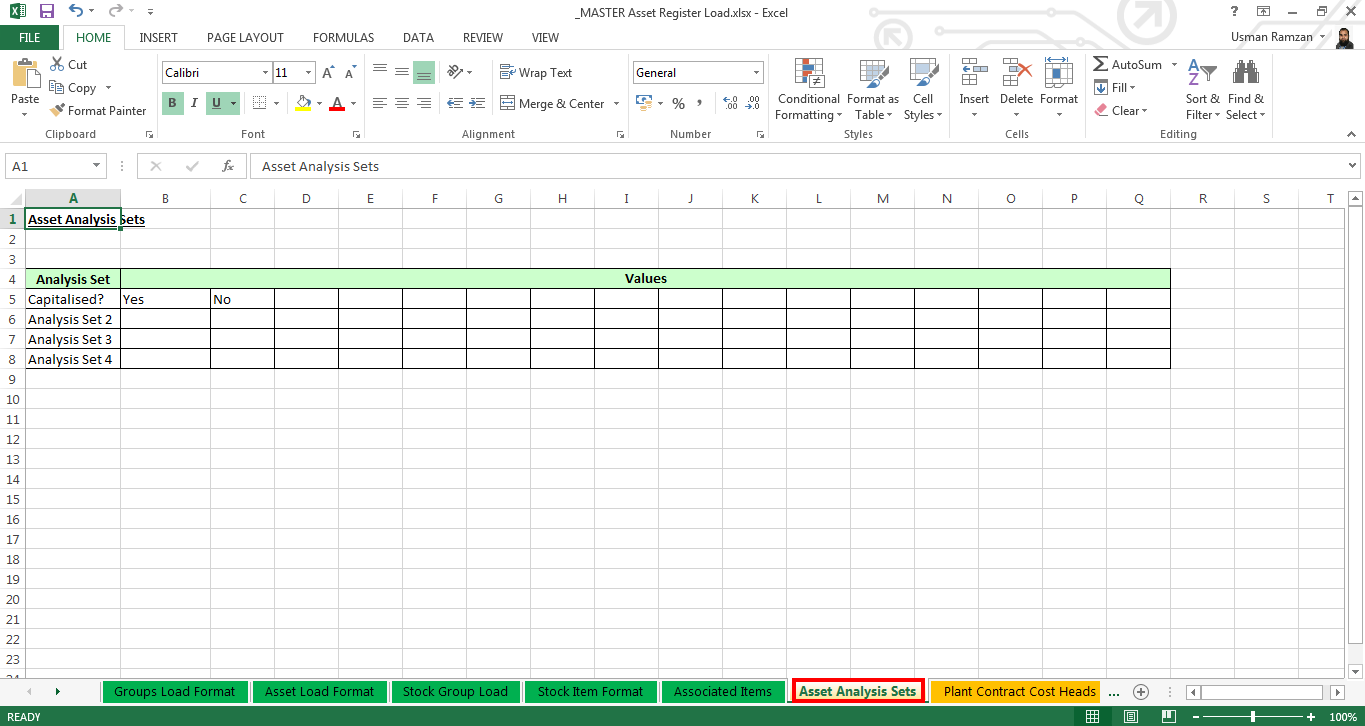 _MASTER Asset Register Load.xlsx - Excel
?
FILE HOME INSERT PAGE LAYOUT FORMULAS DATA REVIEW VIEW Usman Ramzan
Paste
Cut
Copy
Format Painter
Clipboard
Calibri 11 A A
B I U A
Font
Wrap Text
Merge & Center
Alignment
General
% , .00 .00
Number
Conditional Formatting
Format as Table
Cell Styles
Styles
Insert Delete Format
Cells
AutoSum
Fill
Clear
Sort & Filter
Find & Select
Editing
A1 fx Asset Analysis Sets
A B C D E F G H I J K L M N O P Q R S T
1 Asset Analysis Sets
2
3
4 Analysis Set Values
5 Capitalised? Yes No
6 Analysis Set 2
7 Analysis Set 3
8 Analysis Set 4
9
10
11
12
13
14
15
16
17
18
19
20
21
22
23
24
Groups Load Format Asset Load Format Stock Group Load Stock Item Format Associated Items Asset Analysis Sets Plant Contract Cost Heads ...
READY 100%